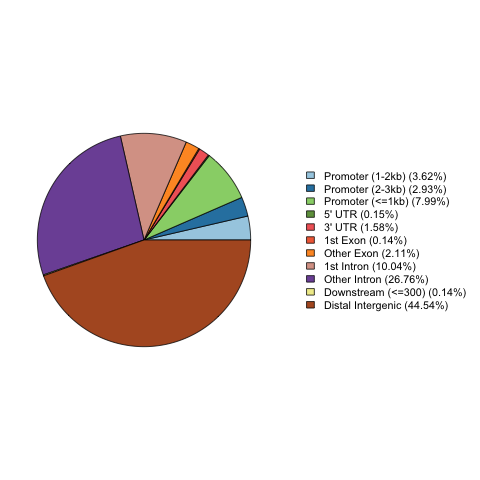 Promoter (1-2kb) (3.62%)
Promoter (2-3kb) (2.93%)
Promoter (<=1kb) (7.99%)
5' UTR (0.15%)
3' UTR (1.58%)
1st Exon (0.14%)
Other Exon (2.11%)
1st Intron (10.04%)
Other Intron (26.76%)
Downstream (<=300) (0.14%)
Distal Intergenic (44.54%)